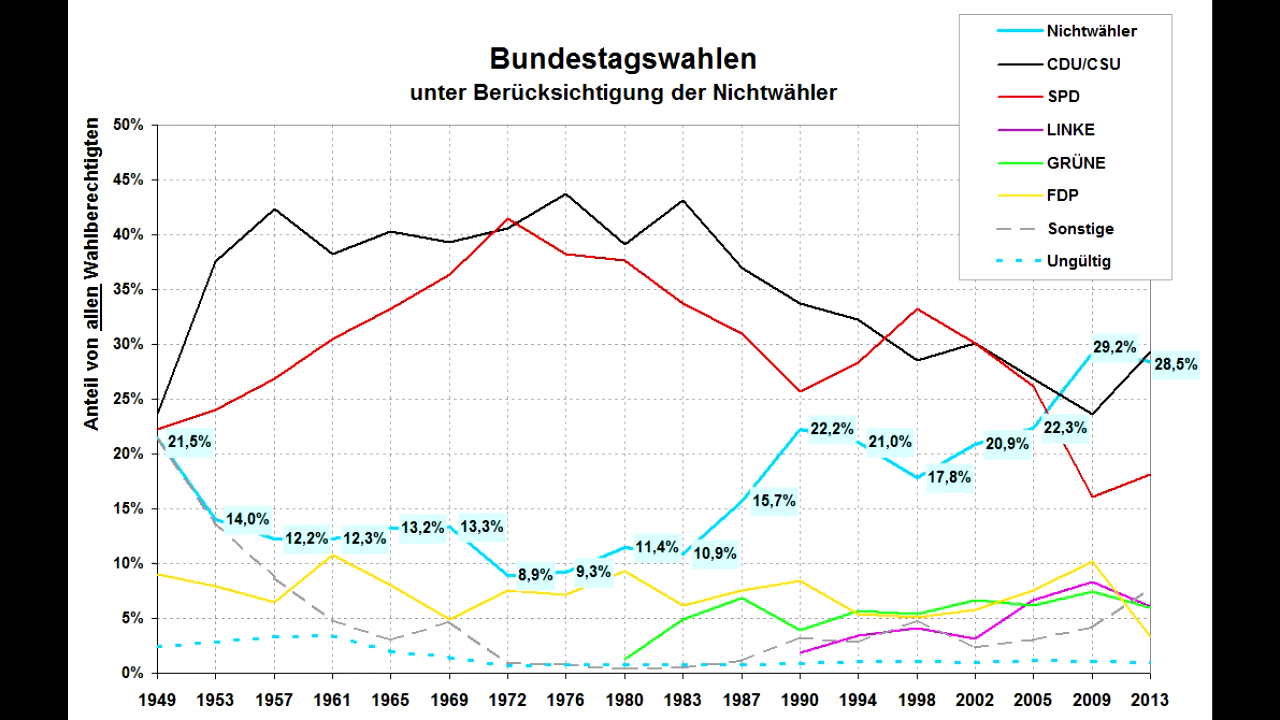 Bundestagswahlen
unter Berücksichtigung der Nichtwähler
Nichtwähler
CDU/CSU
SPD
LINKE
GRÜNE
FDP
Sonstige
Ungültig
Anteil von allen Wahlberechtigten
50%
45%
40%
35%
30%
25%
20%
15%
10%
5%
0%
21,5%
14,0%
12,2%
12,3%
13,2%
13,3%
8,9%
9,3%
11,4%
10,9%
15,7%
22,2%
21,0%
17,8%
20,9%
22,3%
29,2%
28,5%
1949 1953 1957 1961 1965 1969 1972 1976 1980 1983 1987 1990 1994 1998 2002 2005 2009 2013